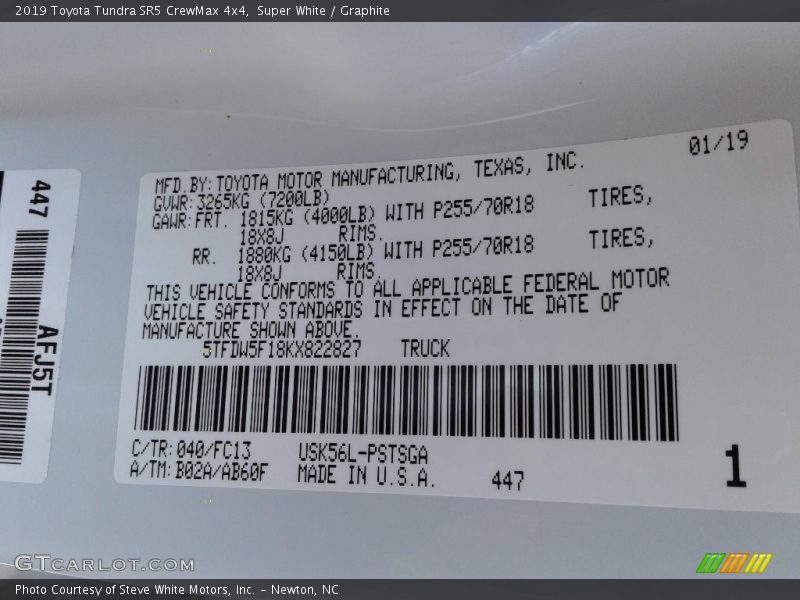 2019 Toyota Tundra SR5 CrewMax 4x4,  Super White / Graphite
01/19
MFD.BY:TOYOTA MOTOR MANUFACTURING, TEXAS, INC.
GVWR:3265KG (7200LB)
GAWR:FRT. 1815KG (4000LB) WITH P255/70R18 TIRES,
18X8J RIMS.
RR. 1880KG (4150LB) WITH P255/70R18 TIRES,
18X8J RIMS.
THIS VEHICLE CONFORMS TO ALL APPLICABLE FEDERAL MOTOR
VEHICLE SAFETY STANDARDS IN EFFECT ON THE DATE OF
MANUFACTURE SHOWN ABOVE.
5TFDW5F18KX822827 TRUCK
C/TR:040/FC13 USK56L-PSTSGA
A/TM:B02A/AB60F MADE IN U.S.A. 447
1
447
AFJ5T
GTCARLOT.COM
Photo Courtesy of Steve White Motors, Inc. – Newton, NC